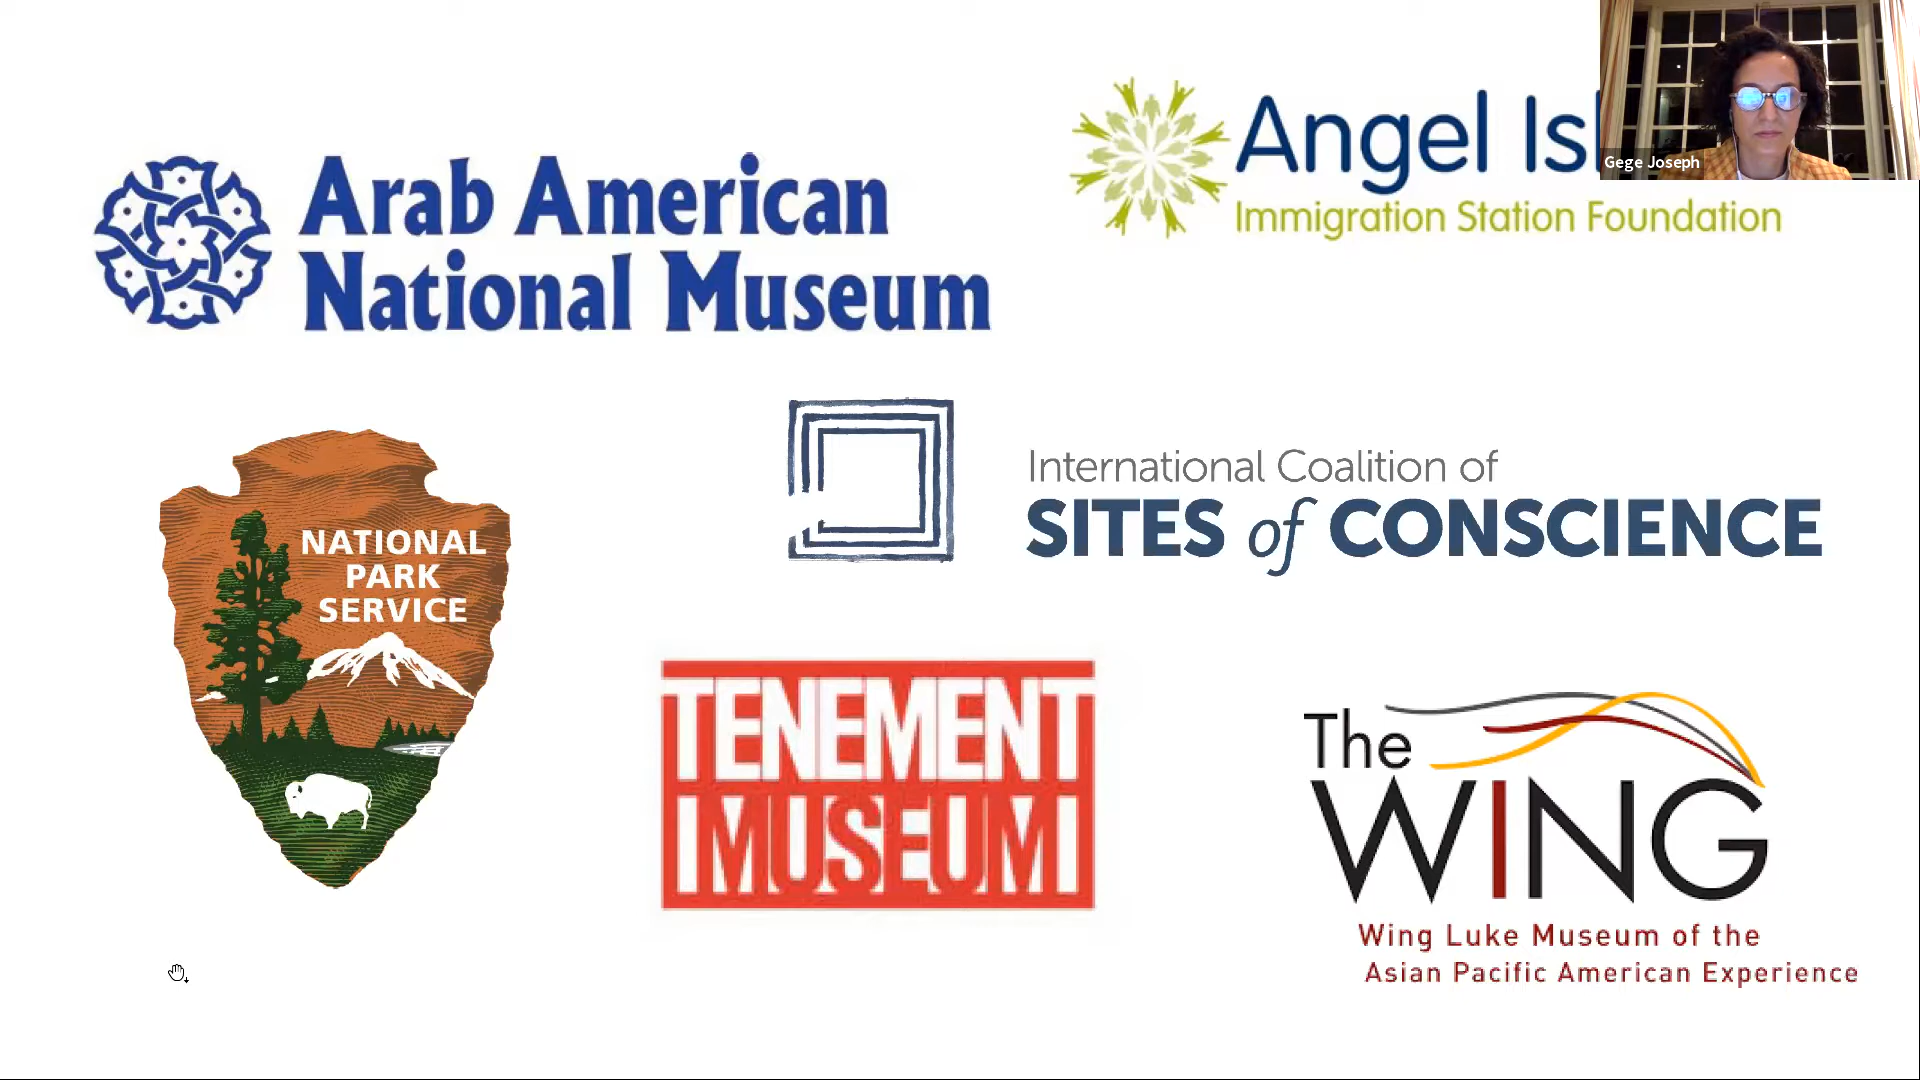 Arab American
National Museum
Angel Isl
Immigration Station Foundation
Gege Joseph
NATIONAL
PARK
SERVICE
International Coalition of
SITES of CONSCIENCE
TENEMENT
MUSEUM
The
WING
Wing Luke Museum of the
Asian Pacific American Experience